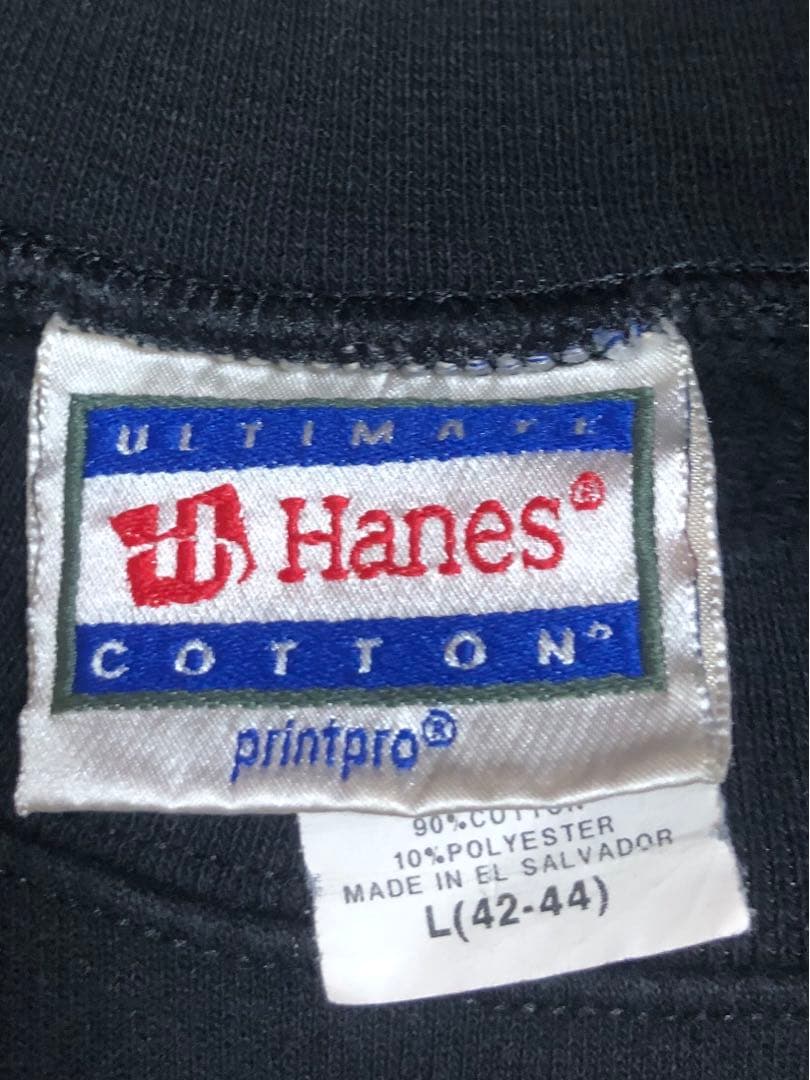 ULTIMATE
Hanes®
COTTON®
printpro®
90%COTTON
10%POLYESTER
MADE IN EL SALVADOR
L(42-44)